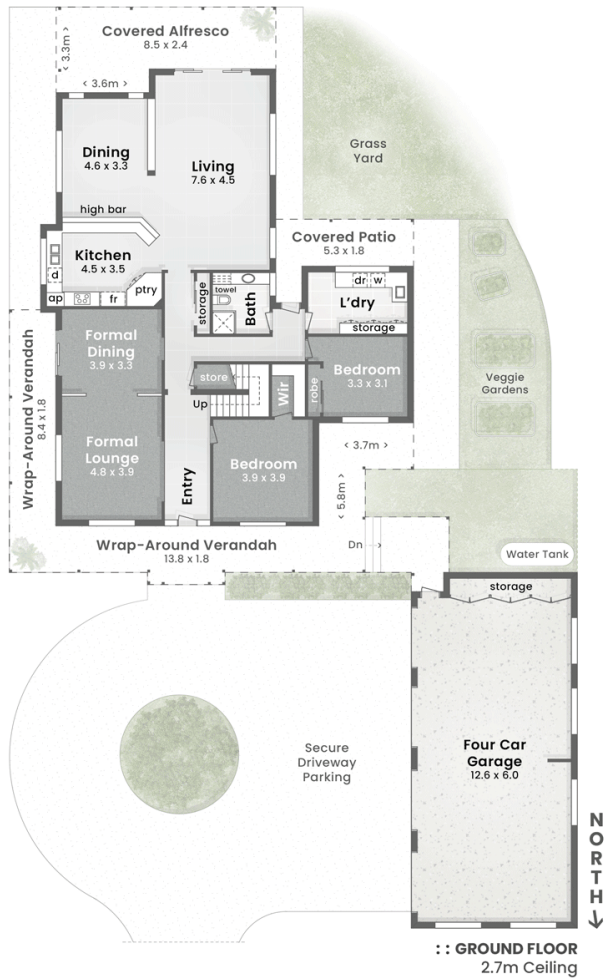 Covered Alfresco
8.5 x 2.4
< 3.3m >
< 3.6m >
Dining
4.6 x 3.3
Living
7.6 x 4.5
Grass
Yard
high bar
Kitchen
4.5 x 3.5
d
ap
fr
ptry
Covered Patio
5.3 x 1.8
storage
towel
Bath
dr
w
L'dry
storage
Formal
Dining
3.9 x 3.3
store
Up
Wir
robe
Bedroom
3.3 x 3.1
Veggie
Gardens
Wrap-Around Verandah
8.4 x 1.8
Formal
Lounge
4.8 x 3.9
Entry
Bedroom
3.9 x 3.9
< 3.7m >
< 5.8m >
Wrap-Around Verandah
13.8 x 1.8
Dn
Water Tank
storage
Secure
Driveway
Parking
Four Car
Garage
12.6 x 6.0
NORTH
:: GROUND FLOOR
2.7m Ceiling